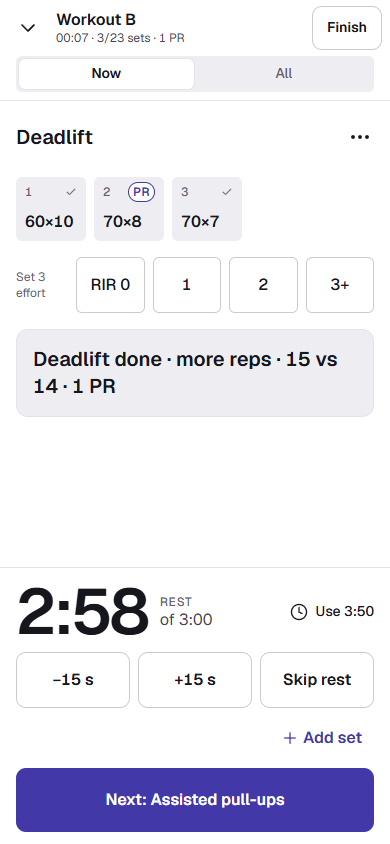 Workout B
00:07 · 3/23 sets · 1 PR
Finish
Now
All
Deadlift
1
60×10
2 PR
70×8
3
70×7
Set 3
effort
RIR 0
1
2
3+
Deadlift done · more reps · 15 vs
14 · 1 PR
2:58
REST
of 3:00
Use 3:50
−15 s
+15 s
Skip rest
+ Add set
Next: Assisted pull-ups